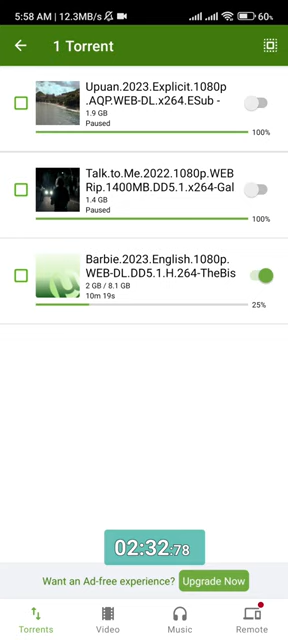 5:58 AM | 12.3MB/s
60%
1 Torrent
Upuan.2023.Explicit.1080p
.AQP.WEB-DL.x264.ESub -
1.9 GB
Paused
100%
Talk.to.Me.2022.1080p.WEB
Rip.1400MB.DD5.1.x264-Gal
1.4 GB
Paused
100%
Barbie.2023.English.1080p.
WEB-DL.DD5.1.H.264-TheBis
2 GB / 8.1 GB
10m 19s
25%
02:32:78
Want an Ad-free experience? Upgrade Now
Torrents Video Music Remote